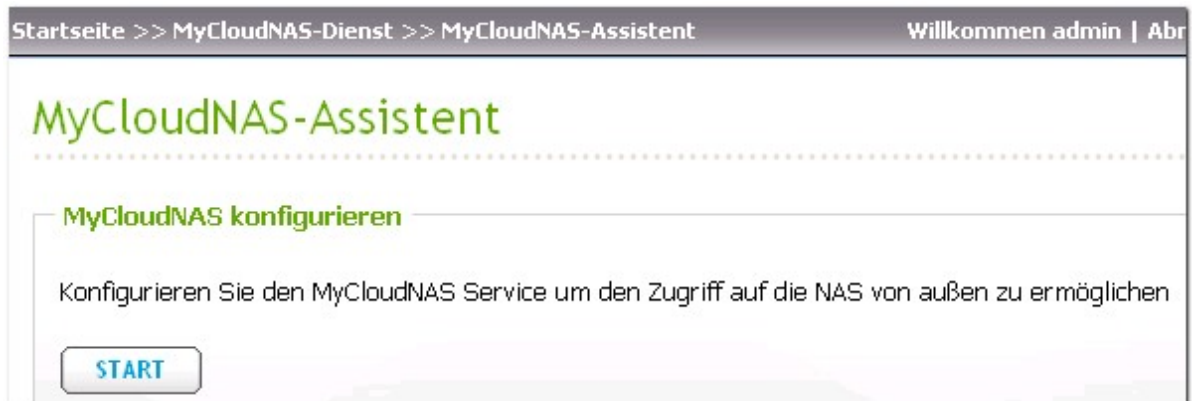 Startseite >> MyCloudNAS-Dienst >> MyCloudNAS-Assistent Willkommen admin | Abr
MyCloudNAS-Assistent
MyCloudNAS konfigurieren
Konfigurieren Sie den MyCloudNAS Service um den Zugriff auf die NAS von außen zu ermöglichen
START